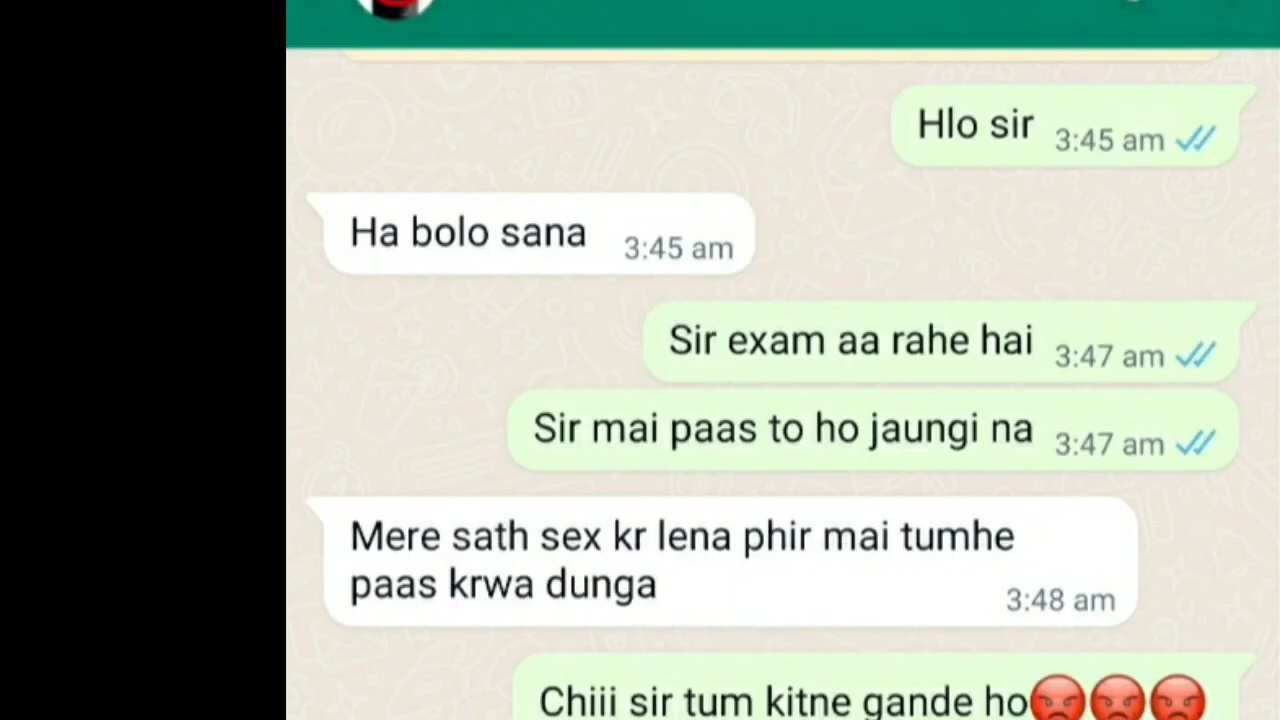 Hlo sir 3:45 am
Ha bolo sana 3:45 am
Sir exam aa rahe hai 3:47 am
Sir mai paas to ho jaungi na 3:47 am
Mere sath sex kr lena phir mai tumhe
paas krwa dunga 3:48 am
Chiii sir tum kitne gande ho😡😡😡